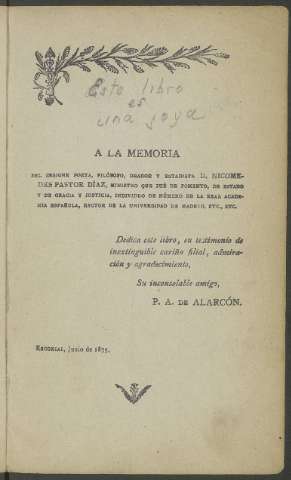 Este libro
es
una joya
A LA MEMORIA
DEL INSIGNE POETA, FILÓSOFO, ORADOR Y ESTADISTA D. NICOME-
DES PASTOR DÍAZ, MINISTRO QUE FUÉ DE FOMENTO, DE ESTADO
Y DE GRACIA Y JUSTICIA, INDIVIDUO DE NÚMERO DE LA REAL ACADE-
MIA ESPAÑOLA, RECTOR DE LA UNIVERSIDAD DE MADRID, ETC., ETC.
Dedica este libro, en testimonio de
inextinguible cariño filial, admira-
ción y agradecimiento,
Su inconsolable amigo,
P. A. DE ALARCÓN.
ESCORIAL, Junio de 1875.